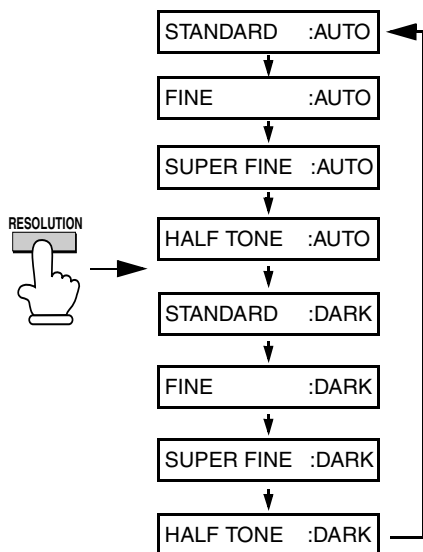 STANDARD :AUTO
FINE :AUTO
SUPER FINE :AUTO
RESOLUTION
HALF TONE :AUTO
STANDARD :DARK
FINE :DARK
SUPER FINE :DARK
HALF TONE :DARK